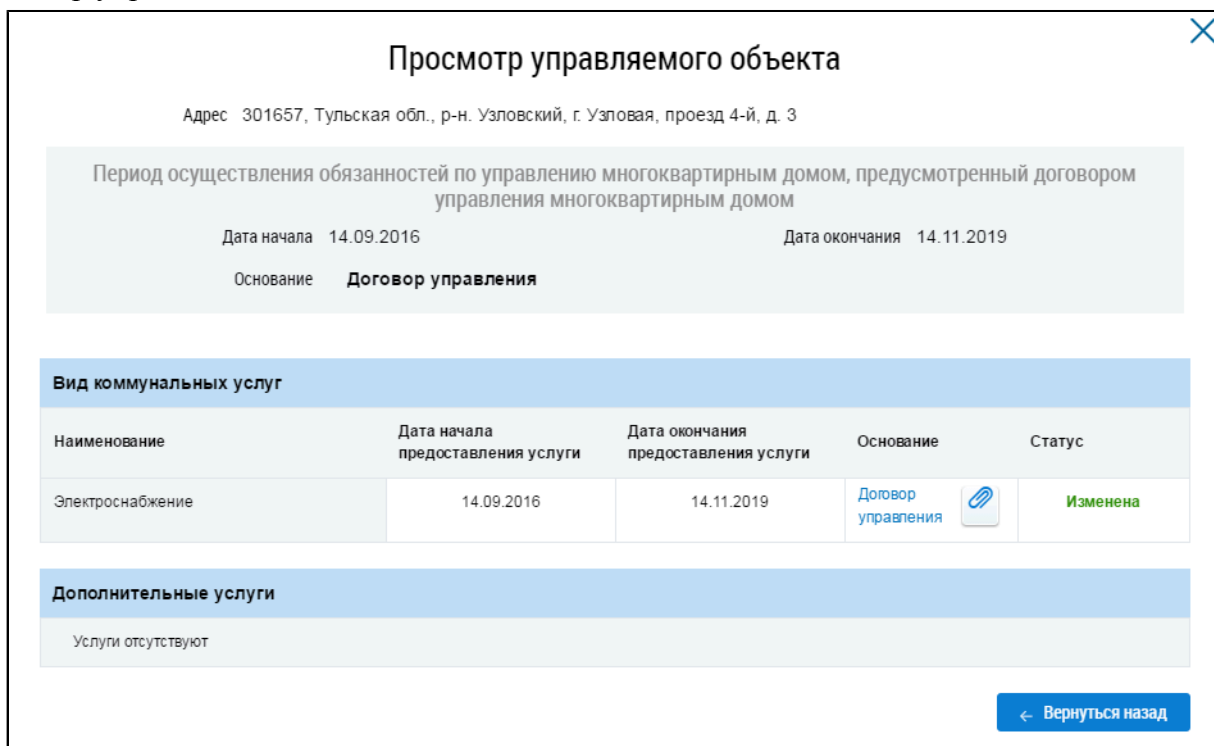 Просмотр управляемого объекта
Адрес 301657, Тульская обл., р-н. Узловский, г. Узловая, проезд 4-й, д. 3
Период осуществления обязанностей по управлению многоквартирным домом, предусмотренный договором
управления многоквартирным домом
Дата начала 14.09.2016 Дата окончания 14.11.2019
Основание Договор управления
Вид коммунальных услуг
Наименование Дата начала предоставления услуги Дата окончания предоставления услуги Основание Статус
Электроснабжение 14.09.2016 14.11.2019 Договор управления Изменена
Дополнительные услуги
Услуги отсутствуют
← Вернуться назад